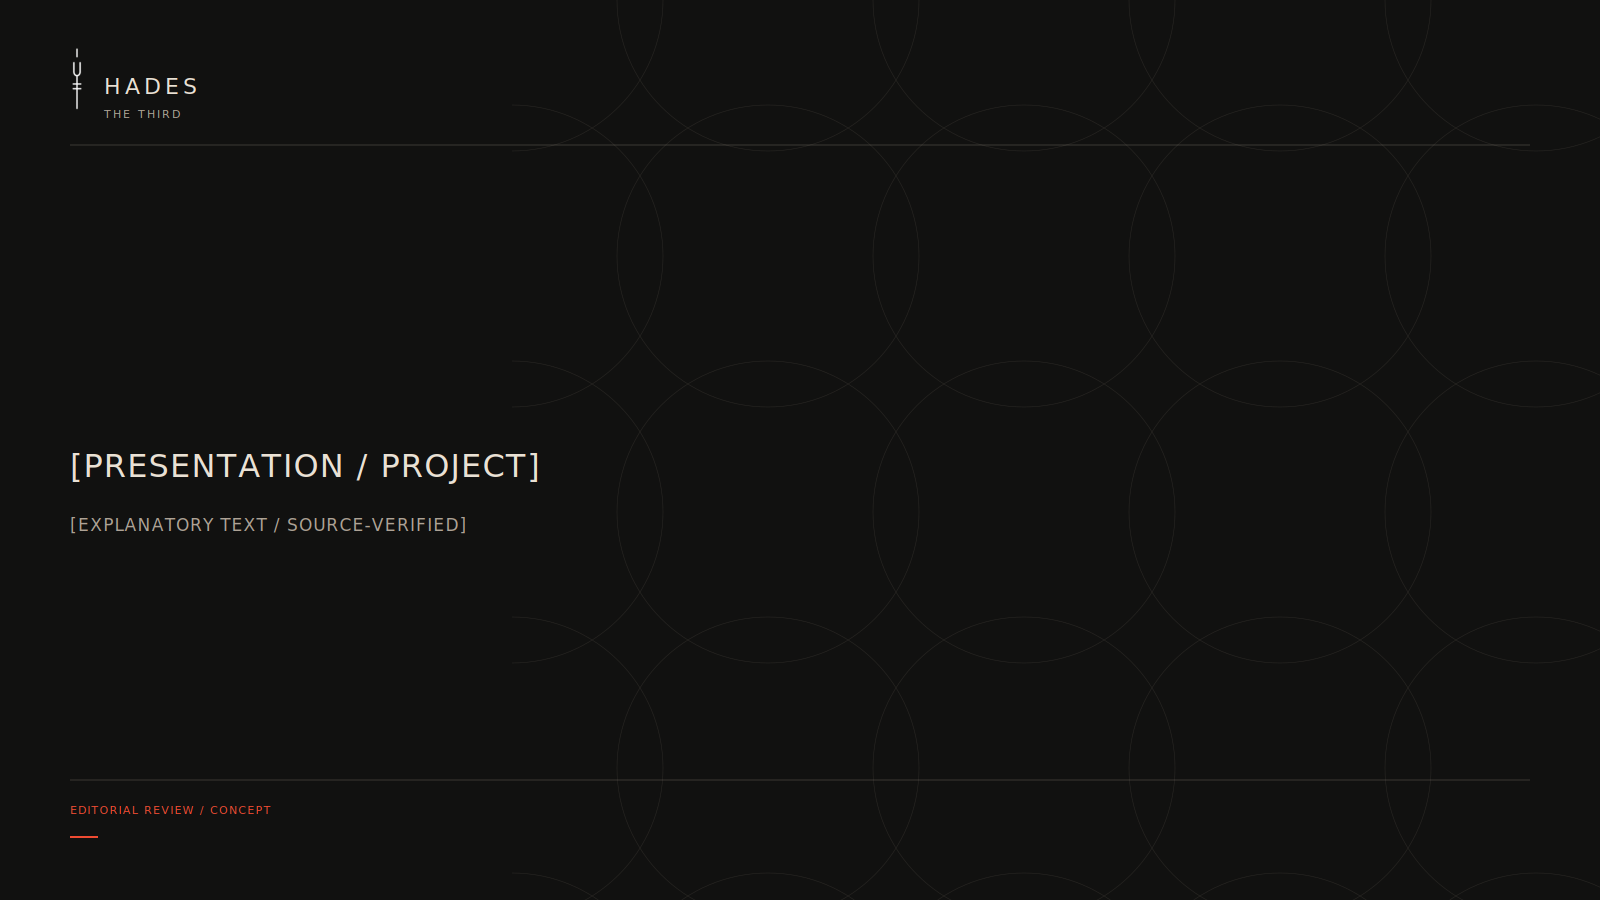 HADES
THE THIRD
[PRESENTATION / PROJECT]
[EXPLANATORY TEXT / SOURCE-VERIFIED]
EDITORIAL REVIEW / CONCEPT